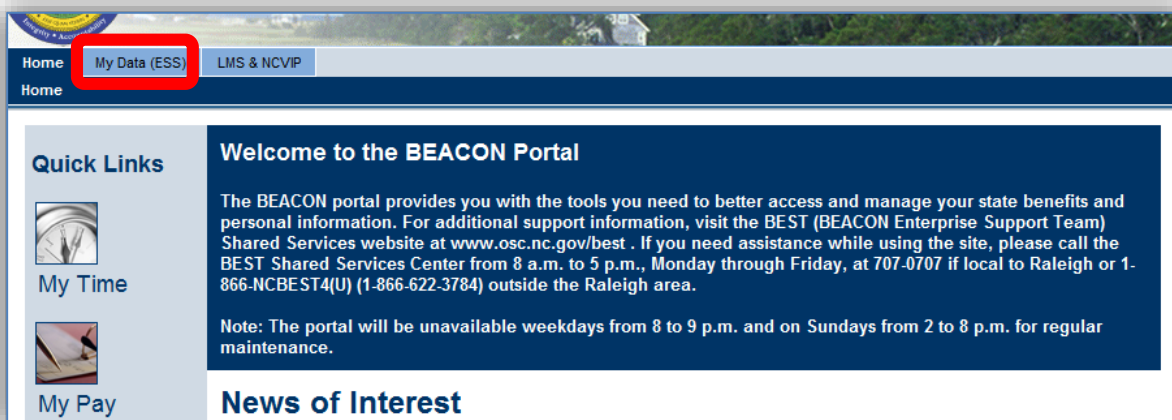 Integrity • Accountability
Home My Data (ESS) LMS & NCVIP
Home
Quick Links
My Time
My Pay
Welcome to the BEACON Portal
The BEACON portal provides you with the tools you need to better access and manage your state benefits and
personal information. For additional support information, visit the BEST (BEACON Enterprise Support Team)
Shared Services website at www.osc.nc.gov/best . If you need assistance while using the site, please call the
BEST Shared Services Center from 8 a.m. to 5 p.m., Monday through Friday, at 707-0707 if local to Raleigh or 1-
866-NCBEST4(U) (1-866-622-3784) outside the Raleigh area.
Note: The portal will be unavailable weekdays from 8 to 9 p.m. and on Sundays from 2 to 8 p.m. for regular
maintenance.
News of Interest